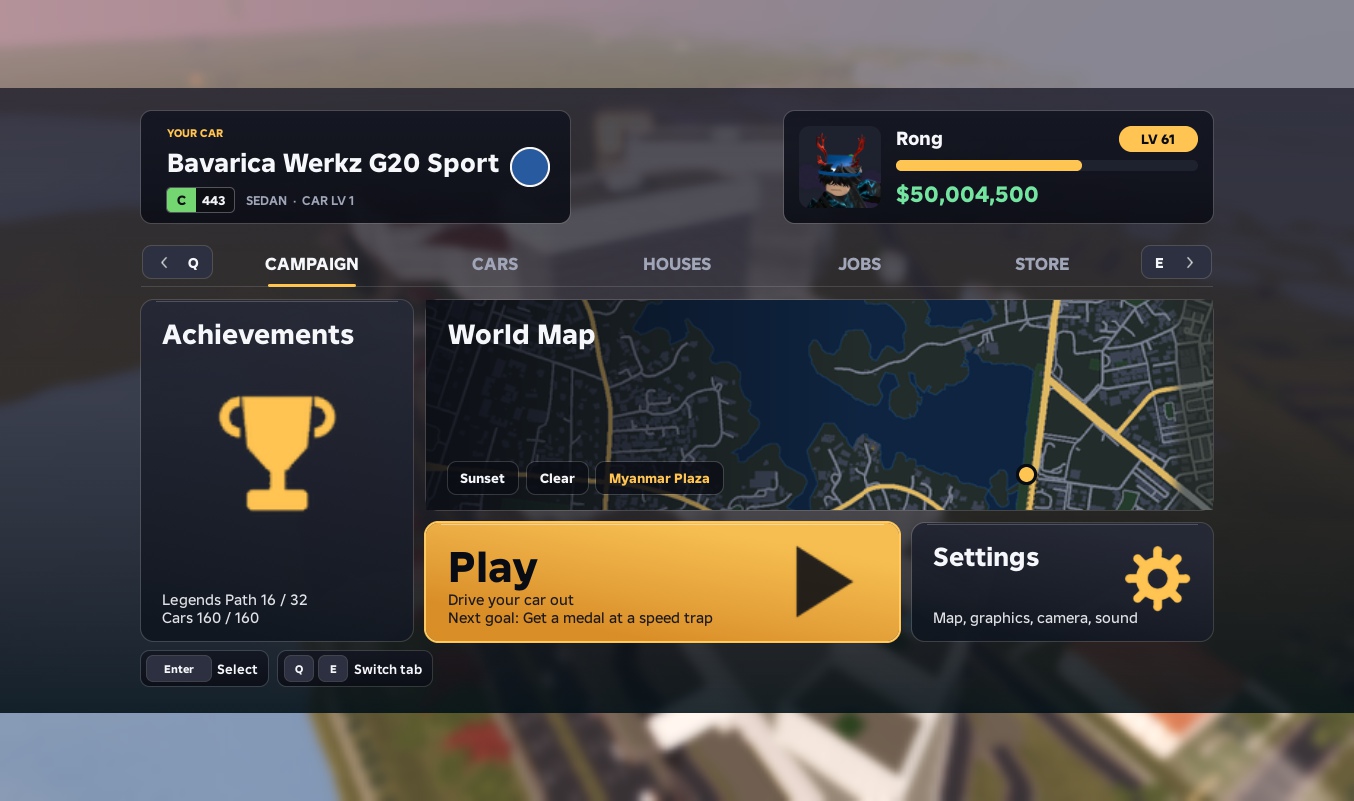 YOUR CAR
Bavarica Werkz G20 Sport
C 443 SEDAN · CAR LV 1
Rong
LV 61
$50,004,500
Q
CAMPAIGN
CARS
HOUSES
JOBS
STORE
E
Achievements
Legends Path 16 / 32
Cars 160 / 160
World Map
Sunset
Clear
Myanmar Plaza
Play
Drive your car out
Next goal: Get a medal at a speed trap
Settings
Map, graphics, camera, sound
Enter Select
Q E Switch tab